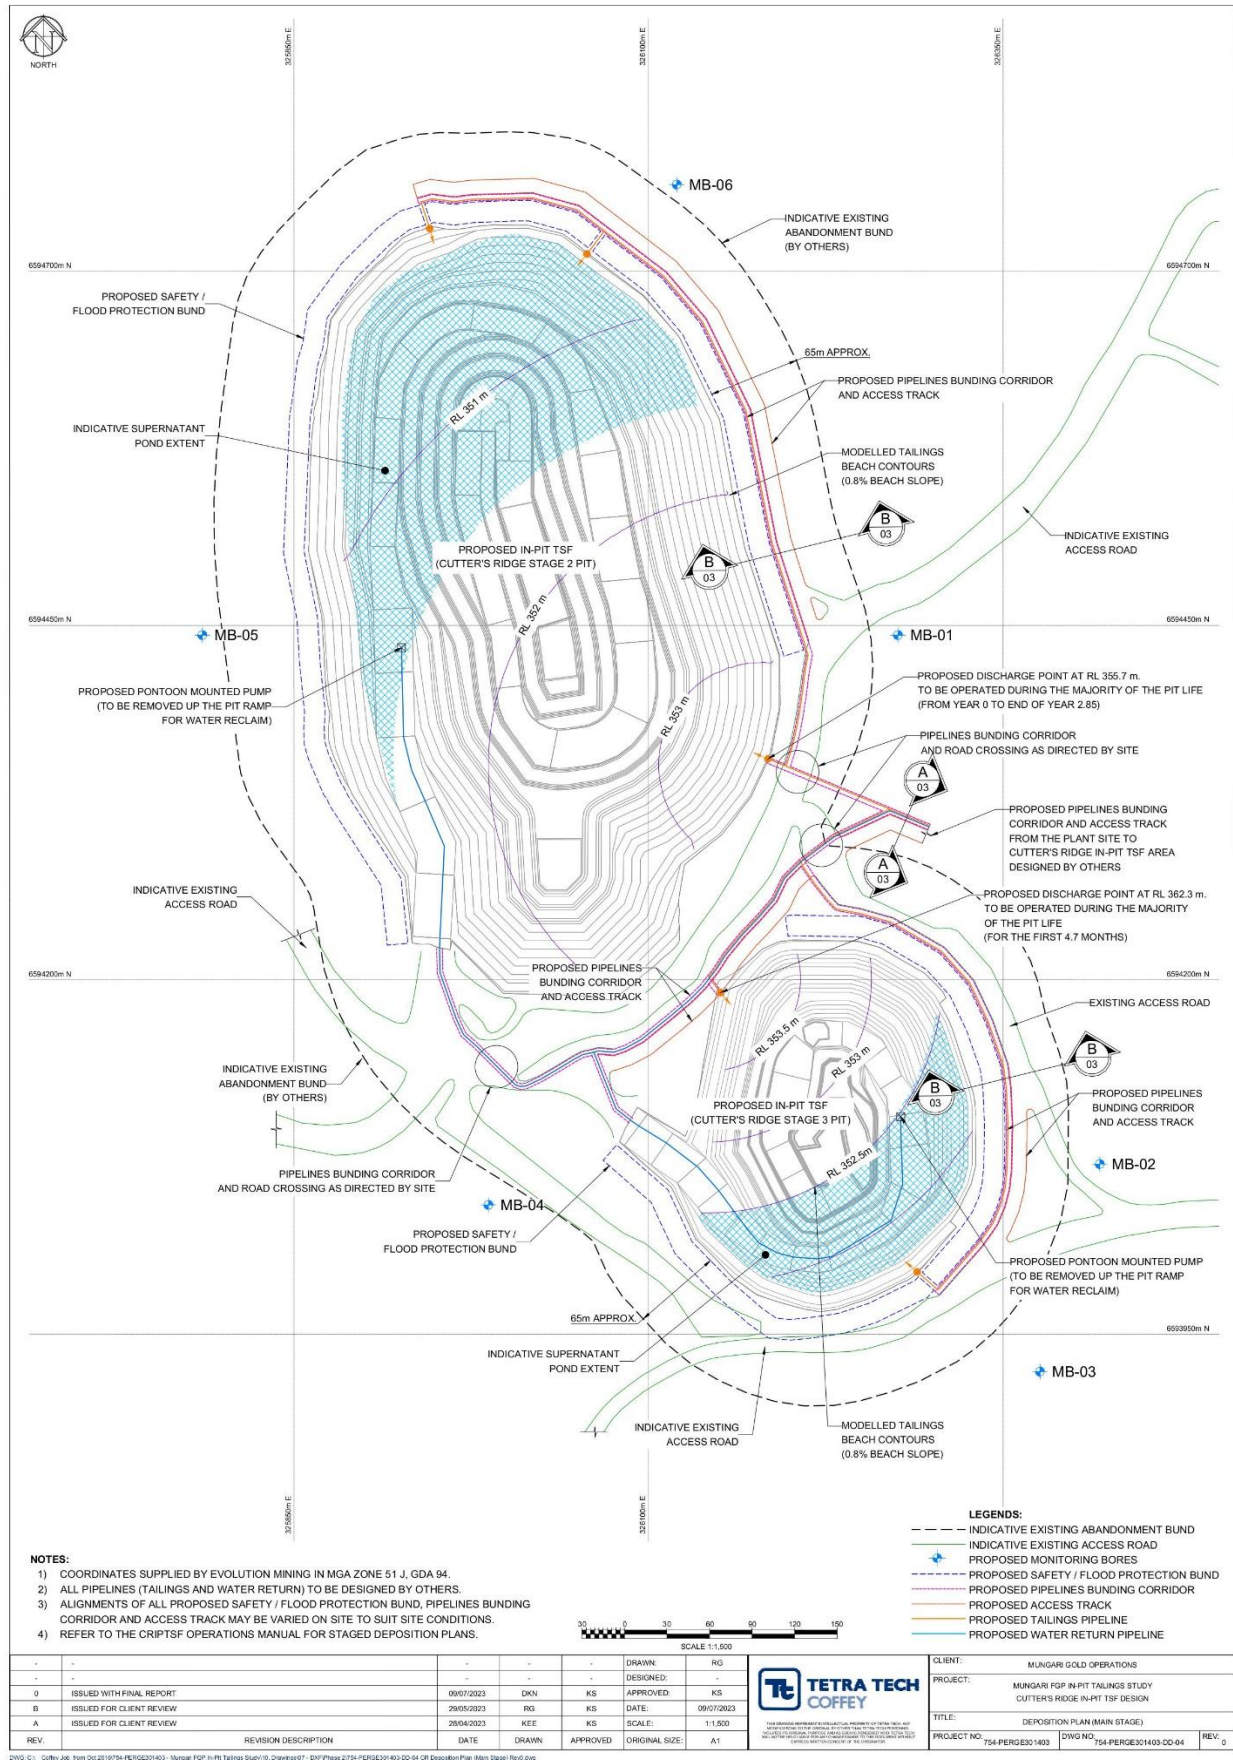 NORTH
325850m E
326100m E
326350m E
MB-06
INDICATIVE EXISTING
ABANDONMENT BUND
(BY OTHERS)
6594700m N
6594700m N
PROPOSED SAFETY /
FLOOD PROTECTION BUND
65m APPROX.
PROPOSED PIPELINES BUNDING CORRIDOR
AND ACCESS TRACK
RL 351 m
INDICATIVE SUPERNATANT
POND EXTENT
MODELLED TAILINGS
BEACH CONTOURS
(0.8% BEACH SLOPE)
B
03
INDICATIVE EXISTING
ACCESS ROAD
PROPOSED IN-PIT TSF
(CUTTER'S RIDGE STAGE 2 PIT)
B
03
RL 352 m
6594450m N
6594450m N
MB-05
MB-01
PROPOSED PONTOON MOUNTED PUMP
(TO BE REMOVED UP THE PIT RAMP
FOR WATER RECLAIM)
RL 353 m
PROPOSED DISCHARGE POINT AT RL 355.7 m.
TO BE OPERATED DURING THE MAJORITY OF THE PIT LIFE
(FROM YEAR 0 TO END OF YEAR 2.85)
PIPELINES BUNDING CORRIDOR
AND ROAD CROSSING AS DIRECTED BY SITE
A
03
PROPOSED PIPELINES BUNDING
CORRIDOR AND ACCESS TRACK
FROM THE PLANT SITE TO
CUTTER'S RIDGE IN-PIT TSF AREA
DESIGNED BY OTHERS
A
03
INDICATIVE EXISTING
ACCESS ROAD
PROPOSED DISCHARGE POINT AT RL 362.3 m.
TO BE OPERATED DURING THE MAJORITY
OF THE PIT LIFE
(FOR THE FIRST 4.7 MONTHS)
6594200m N
6594200m N
PROPOSED PIPELINES
BUNDING CORRIDOR
AND ACCESS TRACK
EXISTING ACCESS ROAD
RL 353.5 m
RL 353 m
B
03
INDICATIVE EXISTING
ABANDONMENT BUND
(BY OTHERS)
B
03
PROPOSED PIPELINES
BUNDING CORRIDOR
AND ACCESS TRACK
PROPOSED IN-PIT TSF
(CUTTER'S RIDGE STAGE 3 PIT)
RL 352.5m
MB-02
PIPELINES BUNDING CORRIDOR
AND ROAD CROSSING AS DIRECTED BY SITE
MB-04
PROPOSED SAFETY /
FLOOD PROTECTION BUND
PROPOSED PONTOON MOUNTED PUMP
(TO BE REMOVED UP THE PIT RAMP
FOR WATER RECLAIM)
65m APPROX.
6593950m N
INDICATIVE SUPERNATANT
POND EXTENT
MB-03
INDICATIVE EXISTING
ACCESS ROAD
MODELLED TAILINGS
BEACH CONTOURS
(0.8% BEACH SLOPE)
325850m E
326100m E
LEGENDS:
INDICATIVE EXISTING ABANDONMENT BUND
INDICATIVE EXISTING ACCESS ROAD
PROPOSED MONITORING BORES
PROPOSED SAFETY / FLOOD PROTECTION BUND
PROPOSED PIPELINES BUNDING CORRIDOR
PROPOSED ACCESS TRACK
PROPOSED TAILINGS PIPELINE
PROPOSED WATER RETURN PIPELINE
NOTES:
1) COORDINATES SUPPLIED BY EVOLUTION MINING IN MGA ZONE 51 J, GDA 94.
2) ALL PIPELINES (TAILINGS AND WATER RETURN) TO BE DESIGNED BY OTHERS.
3) ALIGNMENTS OF ALL PROPOSED SAFETY / FLOOD PROTECTION BUND, PIPELINES BUNDING
CORRIDOR AND ACCESS TRACK MAY BE VARIED ON SITE TO SUIT SITE CONDITIONS.
4) REFER TO THE CRIPTSF OPERATIONS MANUAL FOR STAGED DEPOSITION PLANS.
30 0 30 60 90 120 150
SCALE 1:1,500
- - - - - DRAWN: RG
- - - - - DESIGNED: -
0 ISSUED WITH FINAL REPORT 09/07/2023 DKN KS APPROVED: KS
B ISSUED FOR CLIENT REVIEW 29/05/2023 RG KS DATE: 09/07/2023
A ISSUED FOR CLIENT REVIEW 28/04/2023 KEE KS SCALE: 1:1,500
REV. REVISION DESCRIPTION DATE DRAWN APPROVED ORIGINAL SIZE: A1
Tt TETRA TECH
COFFEY
CLIENT: MUNGARI GOLD OPERATIONS
PROJECT: MUNGARI FGP IN-PIT TAILINGS STUDY
CUTTER'S RIDGE IN-PIT TSF DESIGN
TITLE: DEPOSITION PLAN (MAIN STAGE)
PROJECT NO. 754-PERGE301403 DWG NO. 754-PERGE301403-DD-04 REV: 0